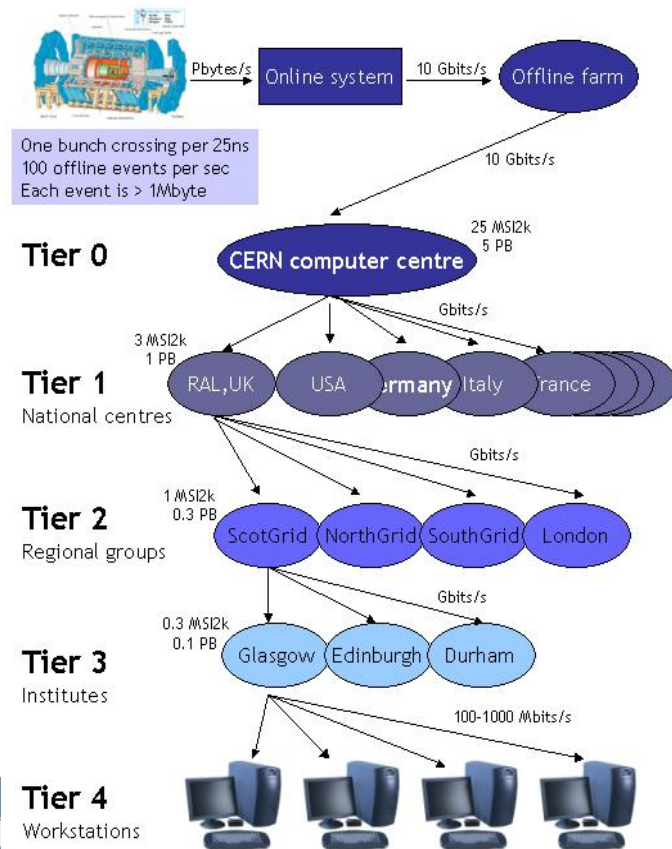 Pbytes/s
Online system
10 Gbits/s
Offline farm
One bunch crossing per 25ns
100 offline events per sec
Each event is > 1Mbyte
10 Gbits/s
Tier 0
CERN computer centre
25 MSI2k
5 PB
Gbits/s
3 MSI2k
1 PB
Tier 1
National centres
RAL,UK
USA
ermany
Italy
rance
Gbits/s
1 MSI2k
0.3 PB
Tier 2
Regional groups
ScotGrid
NorthGrid
SouthGrid
London
Gbits/s
0.3 MSI2k
0.1 PB
Tier 3
Institutes
Glasgow
Edinburgh
Durham
100-1000 Mbits/s
Tier 4
Workstations